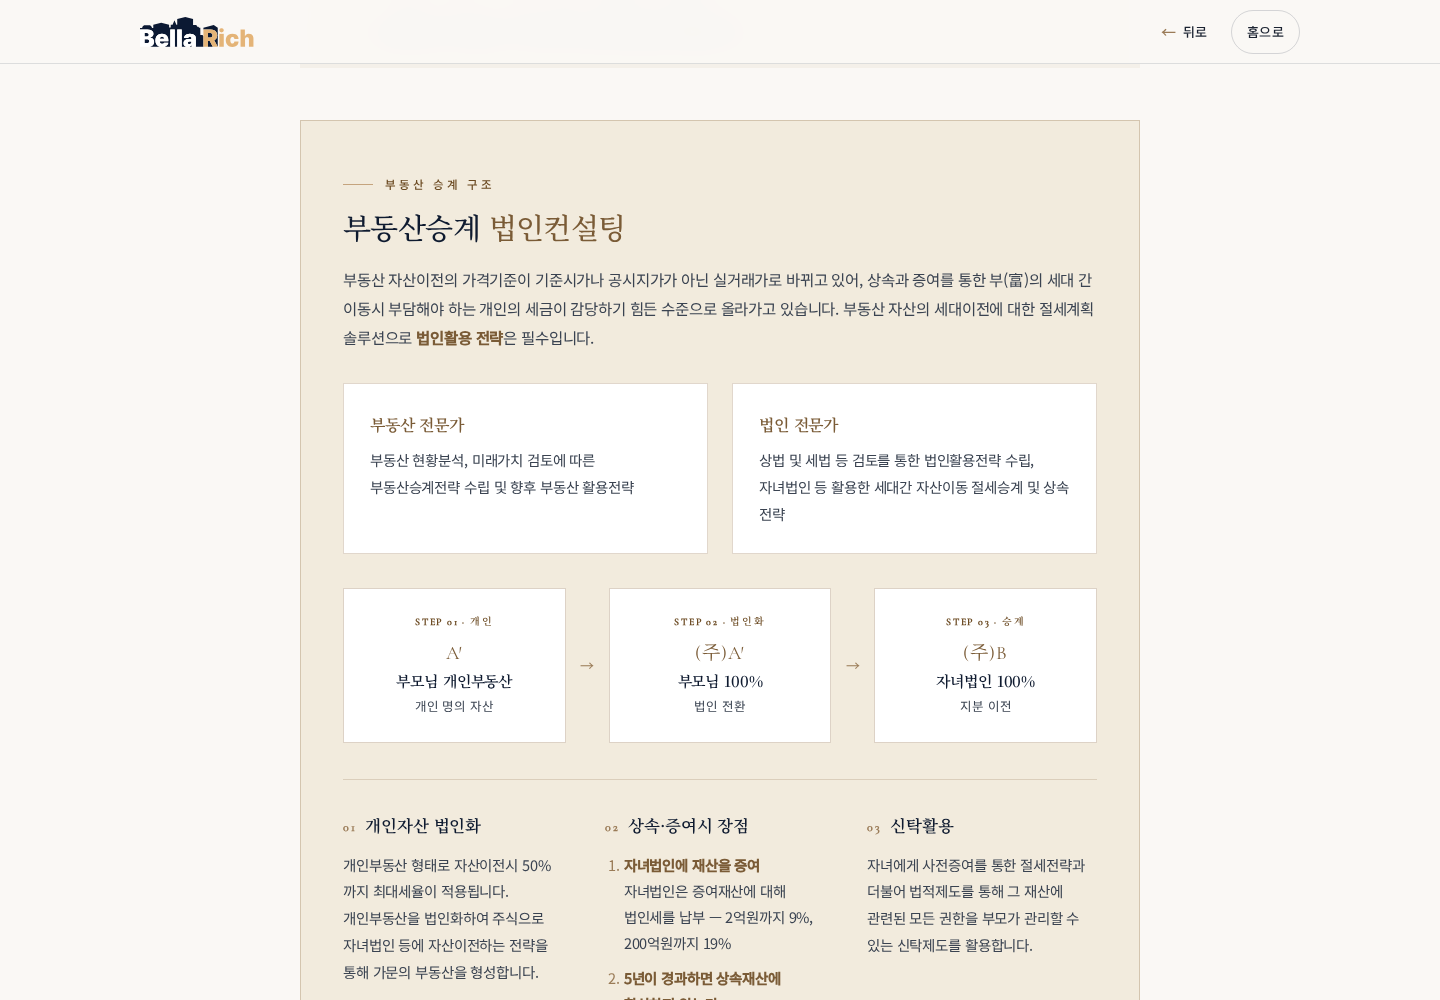 Bella Rich
← 뒤로
홈으로
부동산 승계 구조
부동산승계 법인컨설팅
부동산 자산이전의 가격기준이 기준시가나 공시지가가 아닌 실거래가로 바뀌고 있어, 상속과 증여를 통한 부(富)의 세대 간
이동시 부담해야 하는 개인의 세금이 감당하기 힘든 수준으로 올라가고 있습니다. 부동산 자산의 세대이전에 대한 절세계획
솔루션으로 법인활용 전략은 필수입니다.
부동산 전문가
부동산 현황분석, 미래가치 검토에 따른
부동산승계전략 수립 및 향후 부동산 활용전략
법인 전문가
상법 및 세법 등 검토를 통한 법인활용전략 수립,
자녀법인 등 활용한 세대간 자산이동 절세승계 및 상속
전략
STEP 01 · 개인
A'
부모님 개인부동산
개인 명의 자산
→
STEP 02 · 법인화
(주)A'
부모님 100%
법인 전환
→
STEP 03 · 승계
(주)B
자녀법인 100%
지분 이전
01 개인자산 법인화
개인부동산 형태로 자산이전시 50%
까지 최대세율이 적용됩니다.
개인부동산을 법인화하여 주식으로
자녀법인 등에 자산이전하는 전략을
통해 가문의 부동산을 형성합니다.
02 상속·증여시 장점
1. 자녀법인에 재산을 증여
자녀법인은 증여재산에 대해
법인세를 납부 — 2억원까지 9%,
200억원까지 19%
2. 5년이 경과하면 상속재산에
03 신탁활용
자녀에게 사전증여를 통한 절세전략과
더불어 법적제도를 통해 그 재산에
관련된 모든 권한을 부모가 관리할 수
있는 신탁제도를 활용합니다.